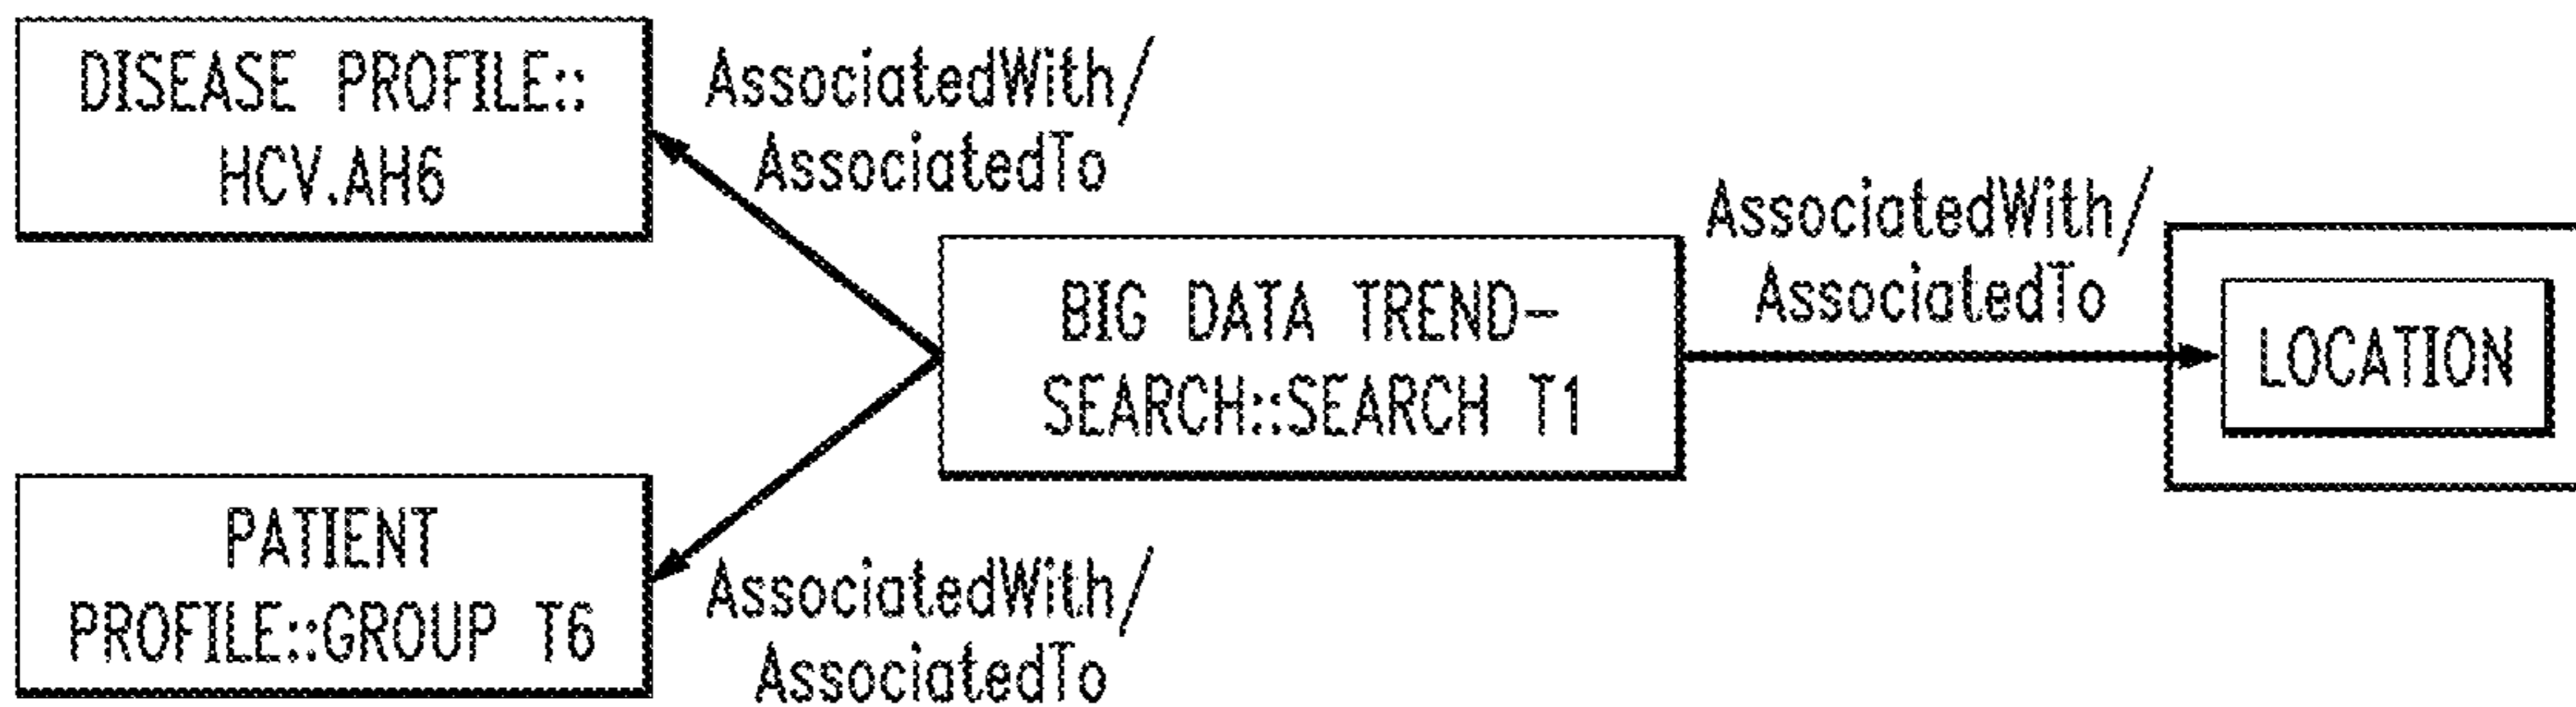 DISEASE PROFILE::
HCV.AH6
AssociatedWith/
AssociatedTo
BIG DATA TREND-
SEARCH::SEARCH T1
AssociatedWith/
AssociatedTo
LOCATION
PATIENT
PROFILE::GROUP T6
AssociatedWith/
AssociatedTo